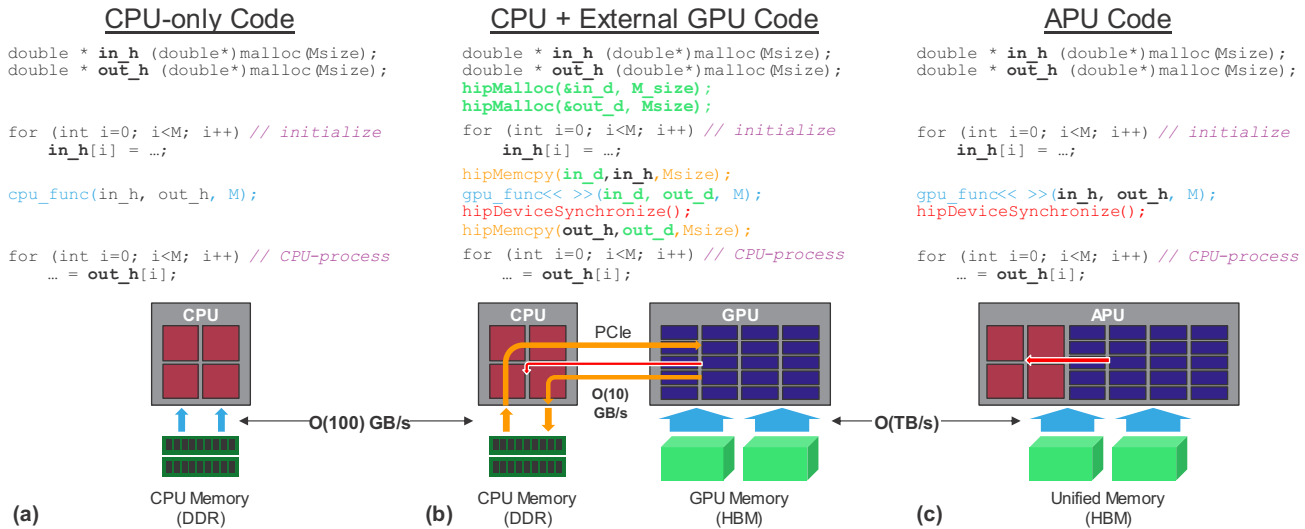 CPU-only Code
double * in_h (double*)malloc(Msize);
double * out_h (double*)malloc(Msize);
for (int i=0; i<M; i++) // initialize
in_h[i] = …;
cpu_func(in_h, out_h, M);
for (int i=0; i<M; i++) // CPU-process
… = out_h[i];
CPU
O(100) GB/s
CPU Memory
(DDR)
(a)
CPU + External GPU Code
double * in_h (double*)malloc(Msize);
double * out_h (double*)malloc(Msize);
hipMalloc(&in_d, M_size);
hipMalloc(&out_d, Msize);
for (int i=0; i<M; i++) // initialize
in_h[i] = …;
hipMemcpy(in_d,in_h,Msize);
gpu_func<< >>(in_d, out_d, M);
hipDeviceSynchronize();
hipMemcpy(out_h,out_d,Msize);
for (int i=0; i<M; i++) // CPU-process
… = out_h[i];
CPU
PCIe
GPU
O(10)
GB/s
O(TB/s)
CPU Memory
(DDR)
GPU Memory
(HBM)
(b)
APU Code
double * in_h (double*)malloc(Msize);
double * out_h (double*)malloc(Msize);
for (int i=0; i<M; i++) // initialize
in_h[i] = …;
gpu_func<< >>(in_h, out_h, M);
hipDeviceSynchronize();
for (int i=0; i<M; i++) // CPU-process
… = out_h[i];
APU
Unified Memory
(HBM)
(c)